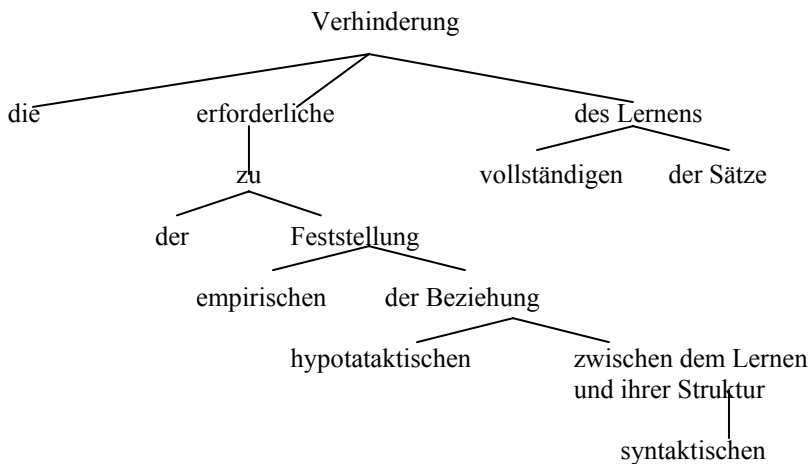 Verhinderung
die erforderliche des Lernens
zu vollständigen der Sätze
der Feststellung
empirischen der Beziehung
hypotataktischen zwischen dem Lernen
und ihrer Struktur
syntaktischen